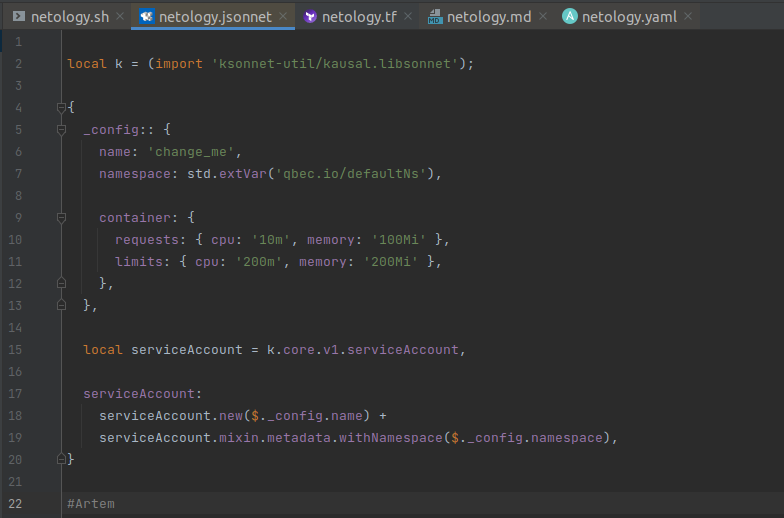 netology.sh netology.jsonnet netology.tf MD netology.md A netology.yaml
1
2 local k = (import 'ksonnet-util/kausal.libsonnet');
3
4 {
5   _config:: {
6     name: 'change_me',
7     namespace: std.extVar('qbec.io/defaultNs'),
8
9     container: {
10       requests: { cpu: '10m', memory: '100Mi' },
11       limits: { cpu: '200m', memory: '200Mi' },
12     },
13   },
14
15   local serviceAccount = k.core.v1.serviceAccount,
16
17   serviceAccount:
18     serviceAccount.new($._config.name) +
19     serviceAccount.mixin.metadata.withNamespace($._config.namespace),
20 }
21
22 #Artem